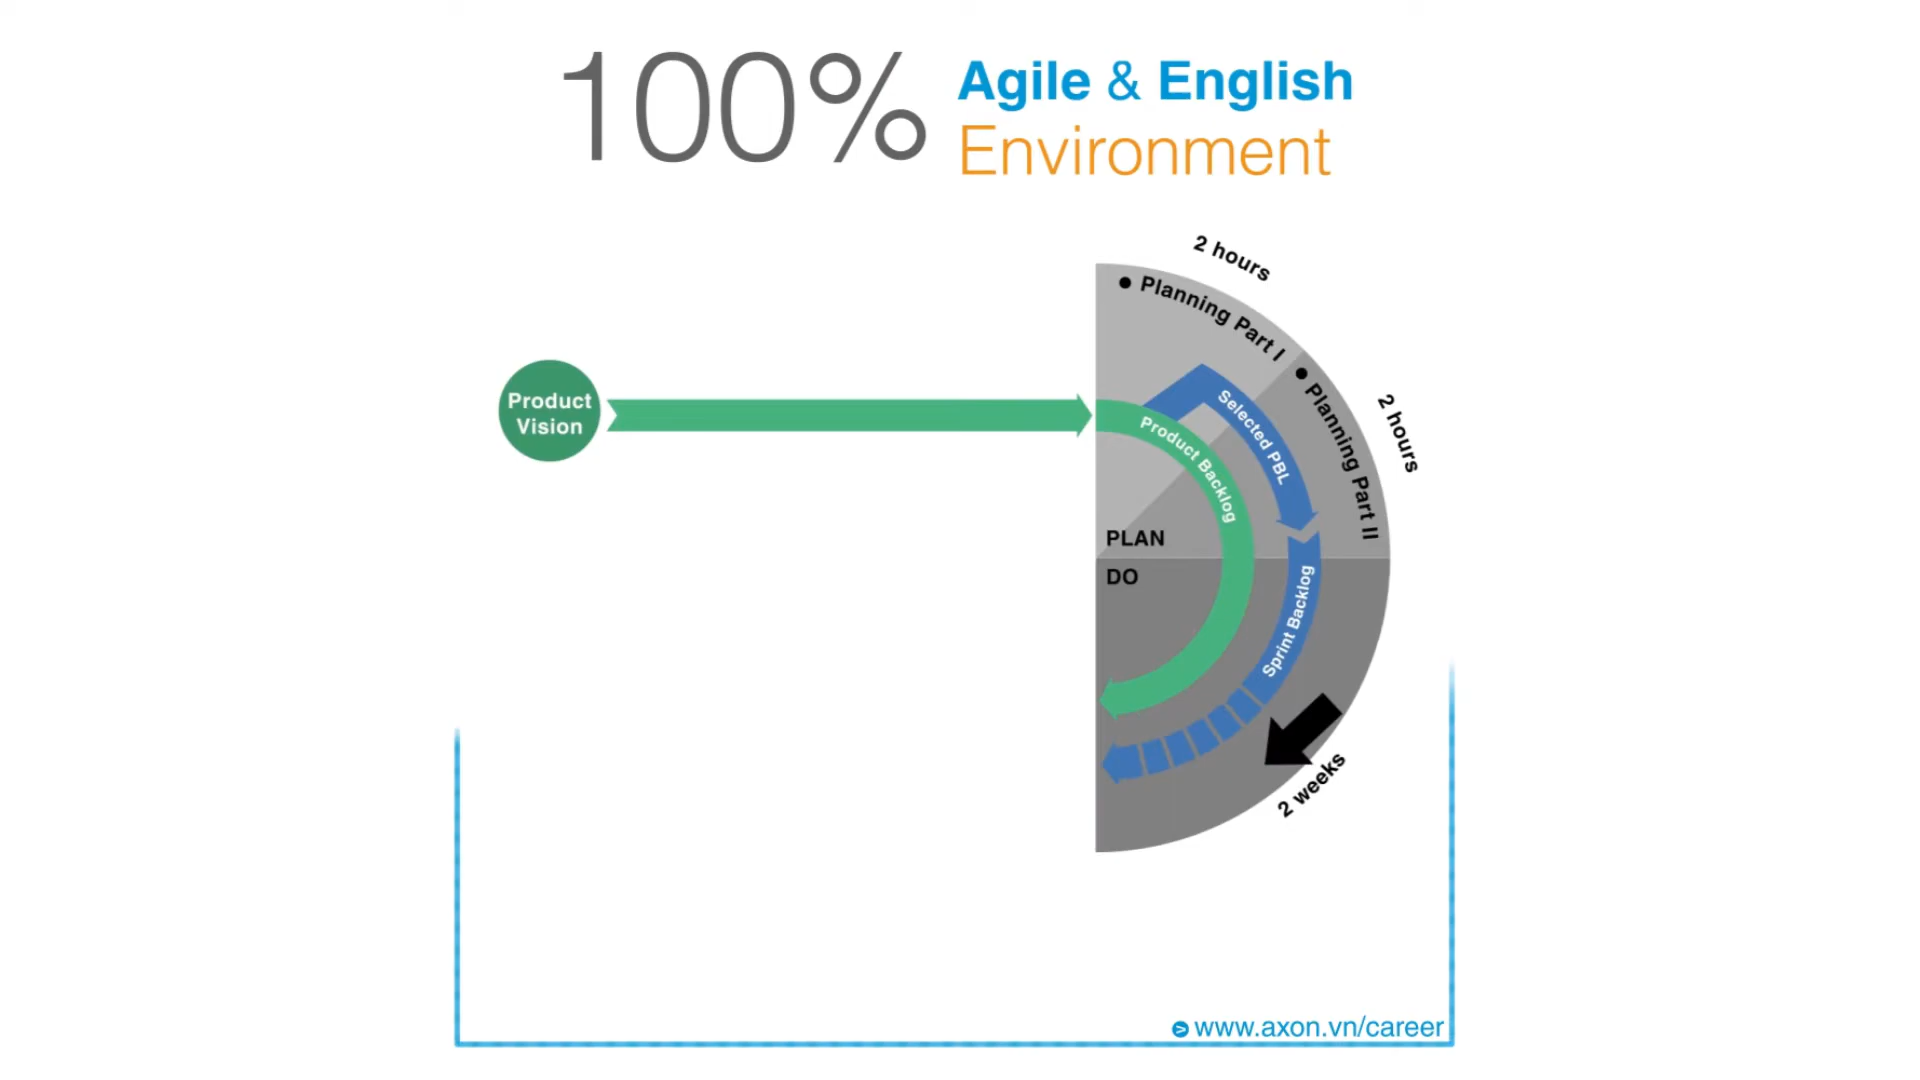 100%
Agile & English
Environment
2 hours
• Planning Part I
2 hours
• Planning Part II
Product
Vision
Selected PBL
Product Backlog
PLAN
DO
Sprint Backlog
2 weeks
www.axon.vn/career